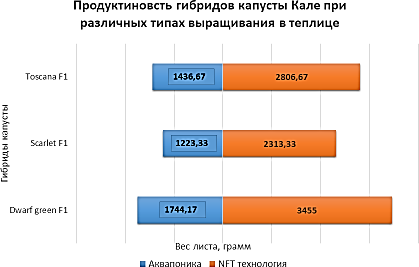 Продуктиновсть гибридов капусты Кале при
различных типах выращивания в теплице
Гибриды капусты
Toscana F1
1436,67
2806,67
Scarlet F1
1223,33
2313,33
Dwarf green F1
1744,17
3455
Вес листа, грамм
Аквапоника
NFT технология